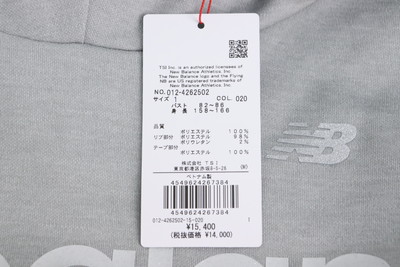 TSI Inc. is an authorized licensee of
New Balance Athletics, Inc.
The New Balance logo and the Flying
NB are US registered trademarks of
New Balance Athletics, Inc.
NO.012-4262502
サイズ 1 COL. 020
バスト 82~86
身長 158~166
品質
ポリエステル 100%
リブ部分 ポリエステル 98%
ポリウレタン 2%
テープ部分 ポリエステル 100%
株式会社 TSI
東京都港区赤坂8-5-28
ベトナム製
4549624267384
4549624267384
012-4262502-1S-020
¥15,400
(税抜価格 ¥14,000)
NB